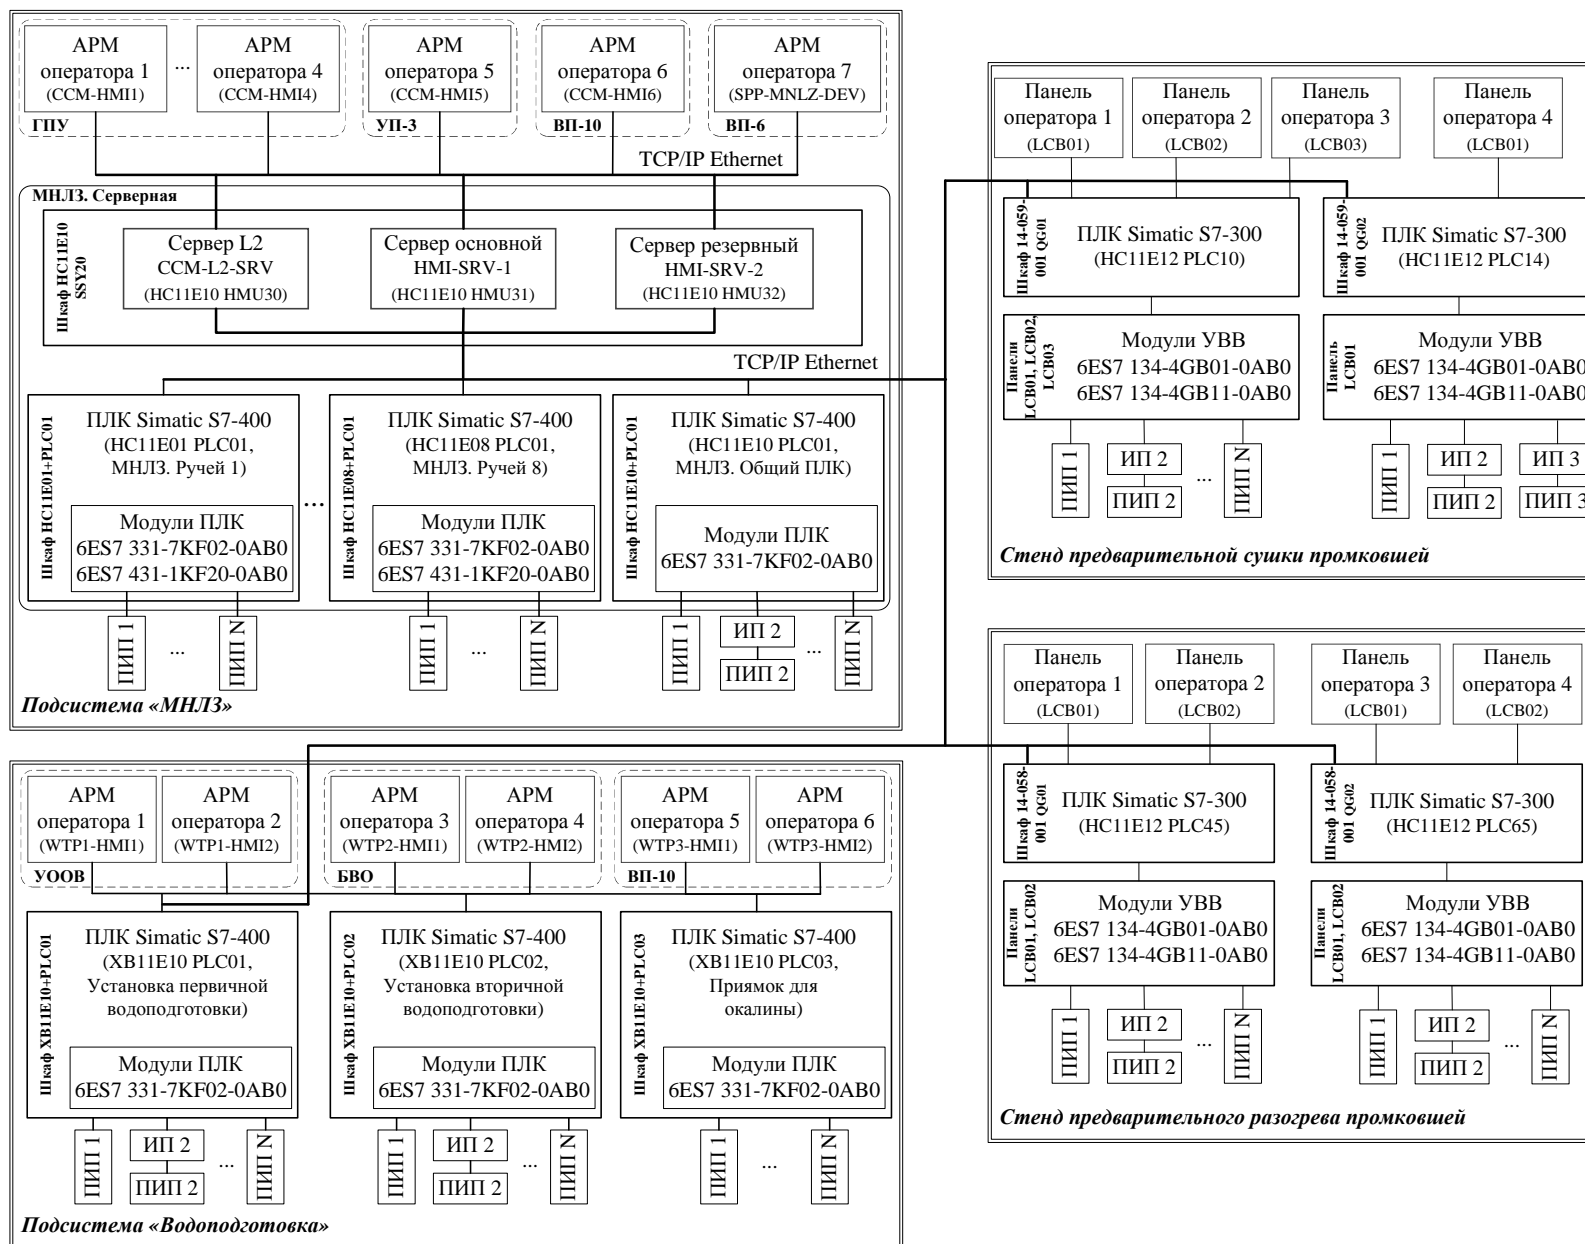 АРМ
оператора 1
(CCM-HMI1)
...
АРМ
оператора 4
(CCM-HMI4)
ГПУ
АРМ
оператора 5
(CCM-HMI5)
УП-3
АРМ
оператора 6
(CCM-HMI6)
ВП-10
АРМ
оператора 7
(SPP-MNLZ-DEV)
ВП-6
TCP/IP Ethernet
МНЛЗ. Серверная
Шкаф HC11E10
SSY20
Сервер L2
CCM-L2-SRV
(HC11E10 HMU30)
Сервер основной
HMI-SRV-1
(HC11E10 HMU31)
Сервер резервный
HMI-SRV-2
(HC11E10 HMU32)
TCP/IP Ethernet
Шкаф HC11E01+PLC01
ПЛК Simatic S7-400
(HC11E01 PLC01,
МНЛЗ. Ручей 1)
Модули ПЛК
6ES7 331-7KF02-0AB0
6ES7 431-1KF20-0AB0
...
Шкаф HC11E08+PLC01
ПЛК Simatic S7-400
(HC11E08 PLC01,
МНЛЗ. Ручей 8)
Модули ПЛК
6ES7 331-7KF02-0AB0
6ES7 431-1KF20-0AB0
Шкаф HC11E10+PLC01
ПЛК Simatic S7-400
(HC11E10 PLC01,
МНЛЗ. Общий ПЛК)
Модули ПЛК
6ES7 331-7KF02-0AB0
ПИП 1
...
ПИП N
ПИП 1
...
ПИП N
ПИП 1
ИП 2
ПИП 2
...
ПИП N
Подсистема «МНЛЗ»
АРМ
оператора 1
(WTP1-HMI1)
АРМ
оператора 2
(WTP1-HMI2)
УООВ
АРМ
оператора 3
(WTP2-HMI1)
АРМ
оператора 4
(WTP2-HMI2)
БВО
АРМ
оператора 5
(WTP3-HMI1)
АРМ
оператора 6
(WTP3-HMI2)
ВП-10
Шкаф XB11E10+PLC01
ПЛК Simatic S7-400
(XB11E10 PLC01,
Установка первичной
водоподготовки)
Модули ПЛК
6ES7 331-7KF02-0AB0
Шкаф XB11E10+PLC02
ПЛК Simatic S7-400
(XB11E10 PLC02,
Установка вторичной
водоподготовки)
Модули ПЛК
6ES7 331-7KF02-0AB0
Шкаф XB11E10+PLC03
ПЛК Simatic S7-400
(XB11E10 PLC03,
Приямок для
окалины)
Модули ПЛК
6ES7 331-7KF02-0AB0
ПИП 1
ИП 2
ПИП 2
...
ПИП N
ПИП 1
ИП 2
ПИП 2
...
ПИП N
ПИП 1
...
ПИП N
Подсистема «Водоподготовка»
Панель
оператора 1
(LCB01)
Панель
оператора 2
(LCB02)
Панель
оператора 3
(LCB03)
Панель
оператора 4
(LCB01)
Шкаф 14-059-
001 QG01
ПЛК Simatic S7-300
(HC11E12 PLC10)
Шкаф 14-059-
001 QG02
ПЛК Simatic S7-300
(HC11E12 PLC14)
Панели
LCB01, LCB02,
LCB03
Модули УВВ
6ES7 134-4GB01-0AB0
6ES7 134-4GB11-0AB0
Панель
LCB01
Модули УВВ
6ES7 134-4GB01-0AB0
6ES7 134-4GB11-0AB0
ПИП 1
ИП 2
ПИП 2
...
ПИП N
ПИП 1
ИП 2
ПИП 2
ИП 3
ПИП 3
Стенд предварительной сушки промковшей
Панель
оператора 1
(LCB01)
Панель
оператора 2
(LCB02)
Панель
оператора 3
(LCB01)
Панель
оператора 4
(LCB02)
Шкаф 14-058-
001 QG01
ПЛК Simatic S7-300
(HC11E12 PLC45)
Шкаф 14-058-
001 QG02
ПЛК Simatic S7-300
(HC11E12 PLC65)
Панели
LCB01, LCB02
Модули УВВ
6ES7 134-4GB01-0AB0
6ES7 134-4GB11-0AB0
Панели
LCB01, LCB02
Модули УВВ
6ES7 134-4GB01-0AB0
6ES7 134-4GB11-0AB0
ПИП 1
ИП 2
ПИП 2
...
ПИП N
ПИП 1
ИП 2
ПИП 2
...
ПИП N
Стенд предварительного разогрева промковшей